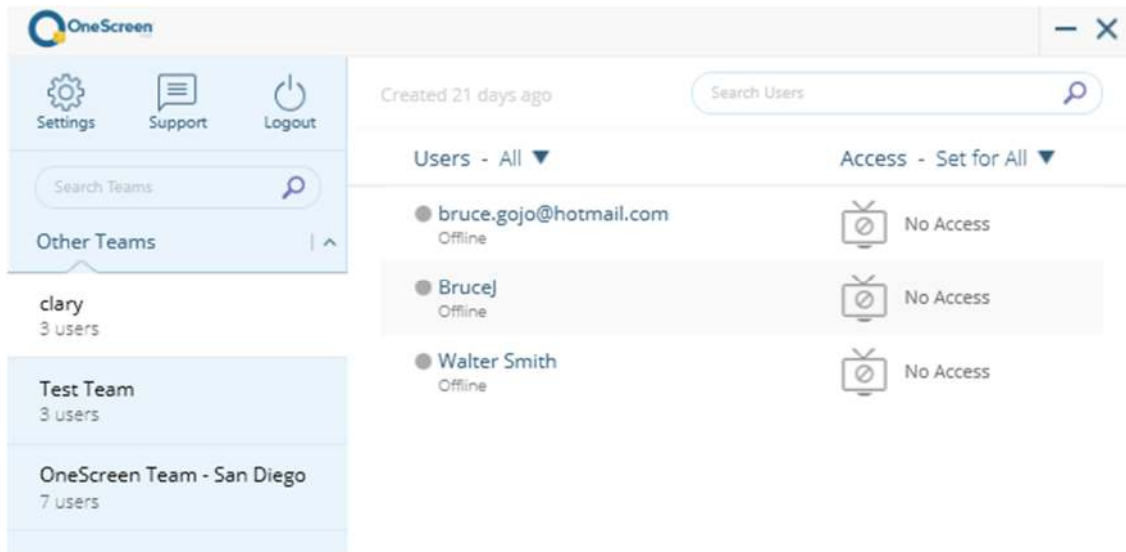 OneScreen
Settings
Support
Logout
Search Teams
Other Teams
clary
3 users
Test Team
3 users
OneScreen Team - San Diego
7 users
Created 21 days ago
Search Users
Users - All
Access - Set for All
bruce.gojo@hotmail.com
Offline
No Access
BruceJ
Offline
No Access
Walter Smith
Offline
No Access